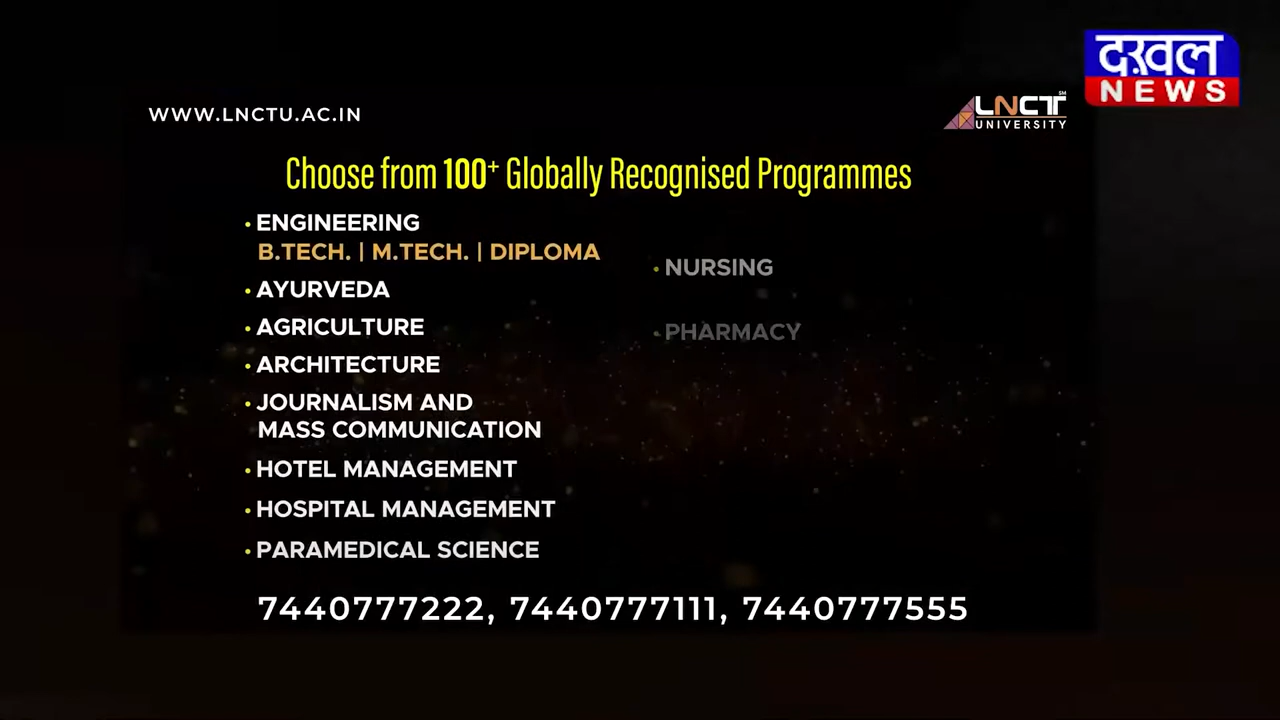 दख़ल
NEWS
WWW.LNCTU.AC.IN
LNCT SM
UNIVERSITY
Choose from 100+ Globally Recognised Programmes
• ENGINEERING
B.TECH. | M.TECH. | DIPLOMA
• AYURVEDA
• AGRICULTURE
• ARCHITECTURE
• JOURNALISM AND
MASS COMMUNICATION
• HOTEL MANAGEMENT
• HOSPITAL MANAGEMENT
• PARAMEDICAL SCIENCE
• NURSING
• PHARMACY
7440777222, 7440777111, 7440777555